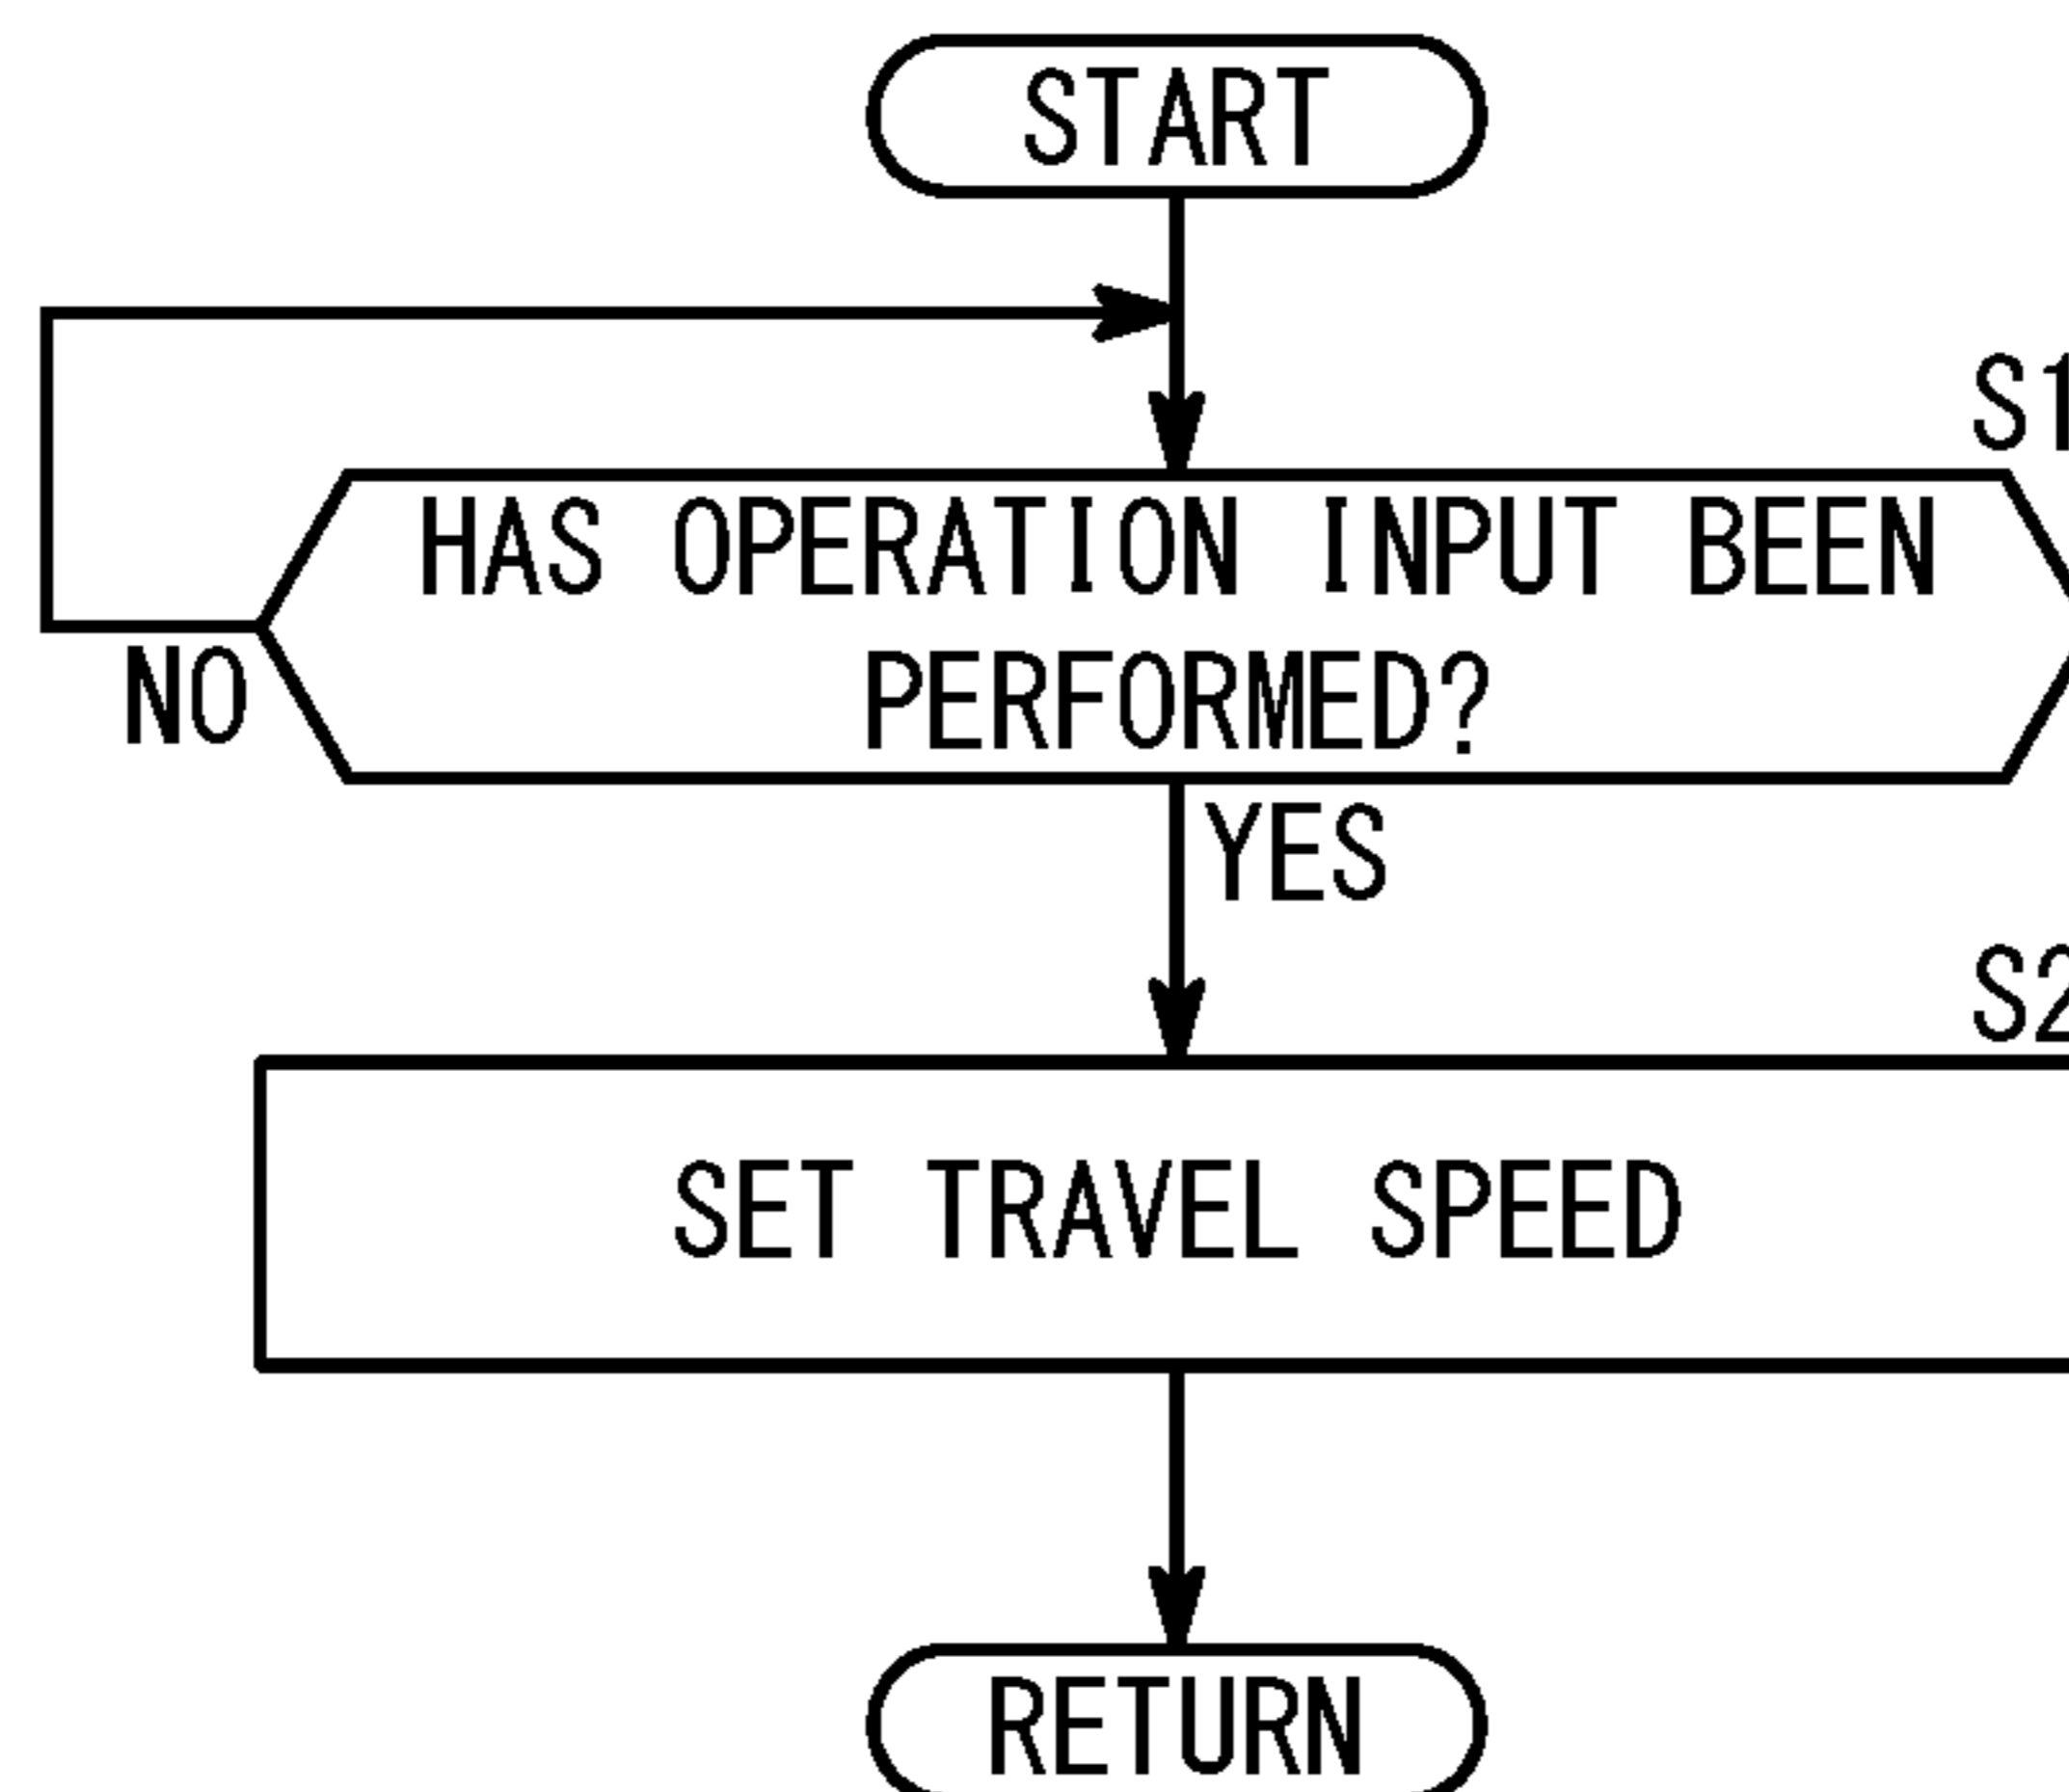 START
S1
HAS OPERATION INPUT BEEN
PERFORMED?
NO
YES
S2
SET TRAVEL SPEED
RETURN